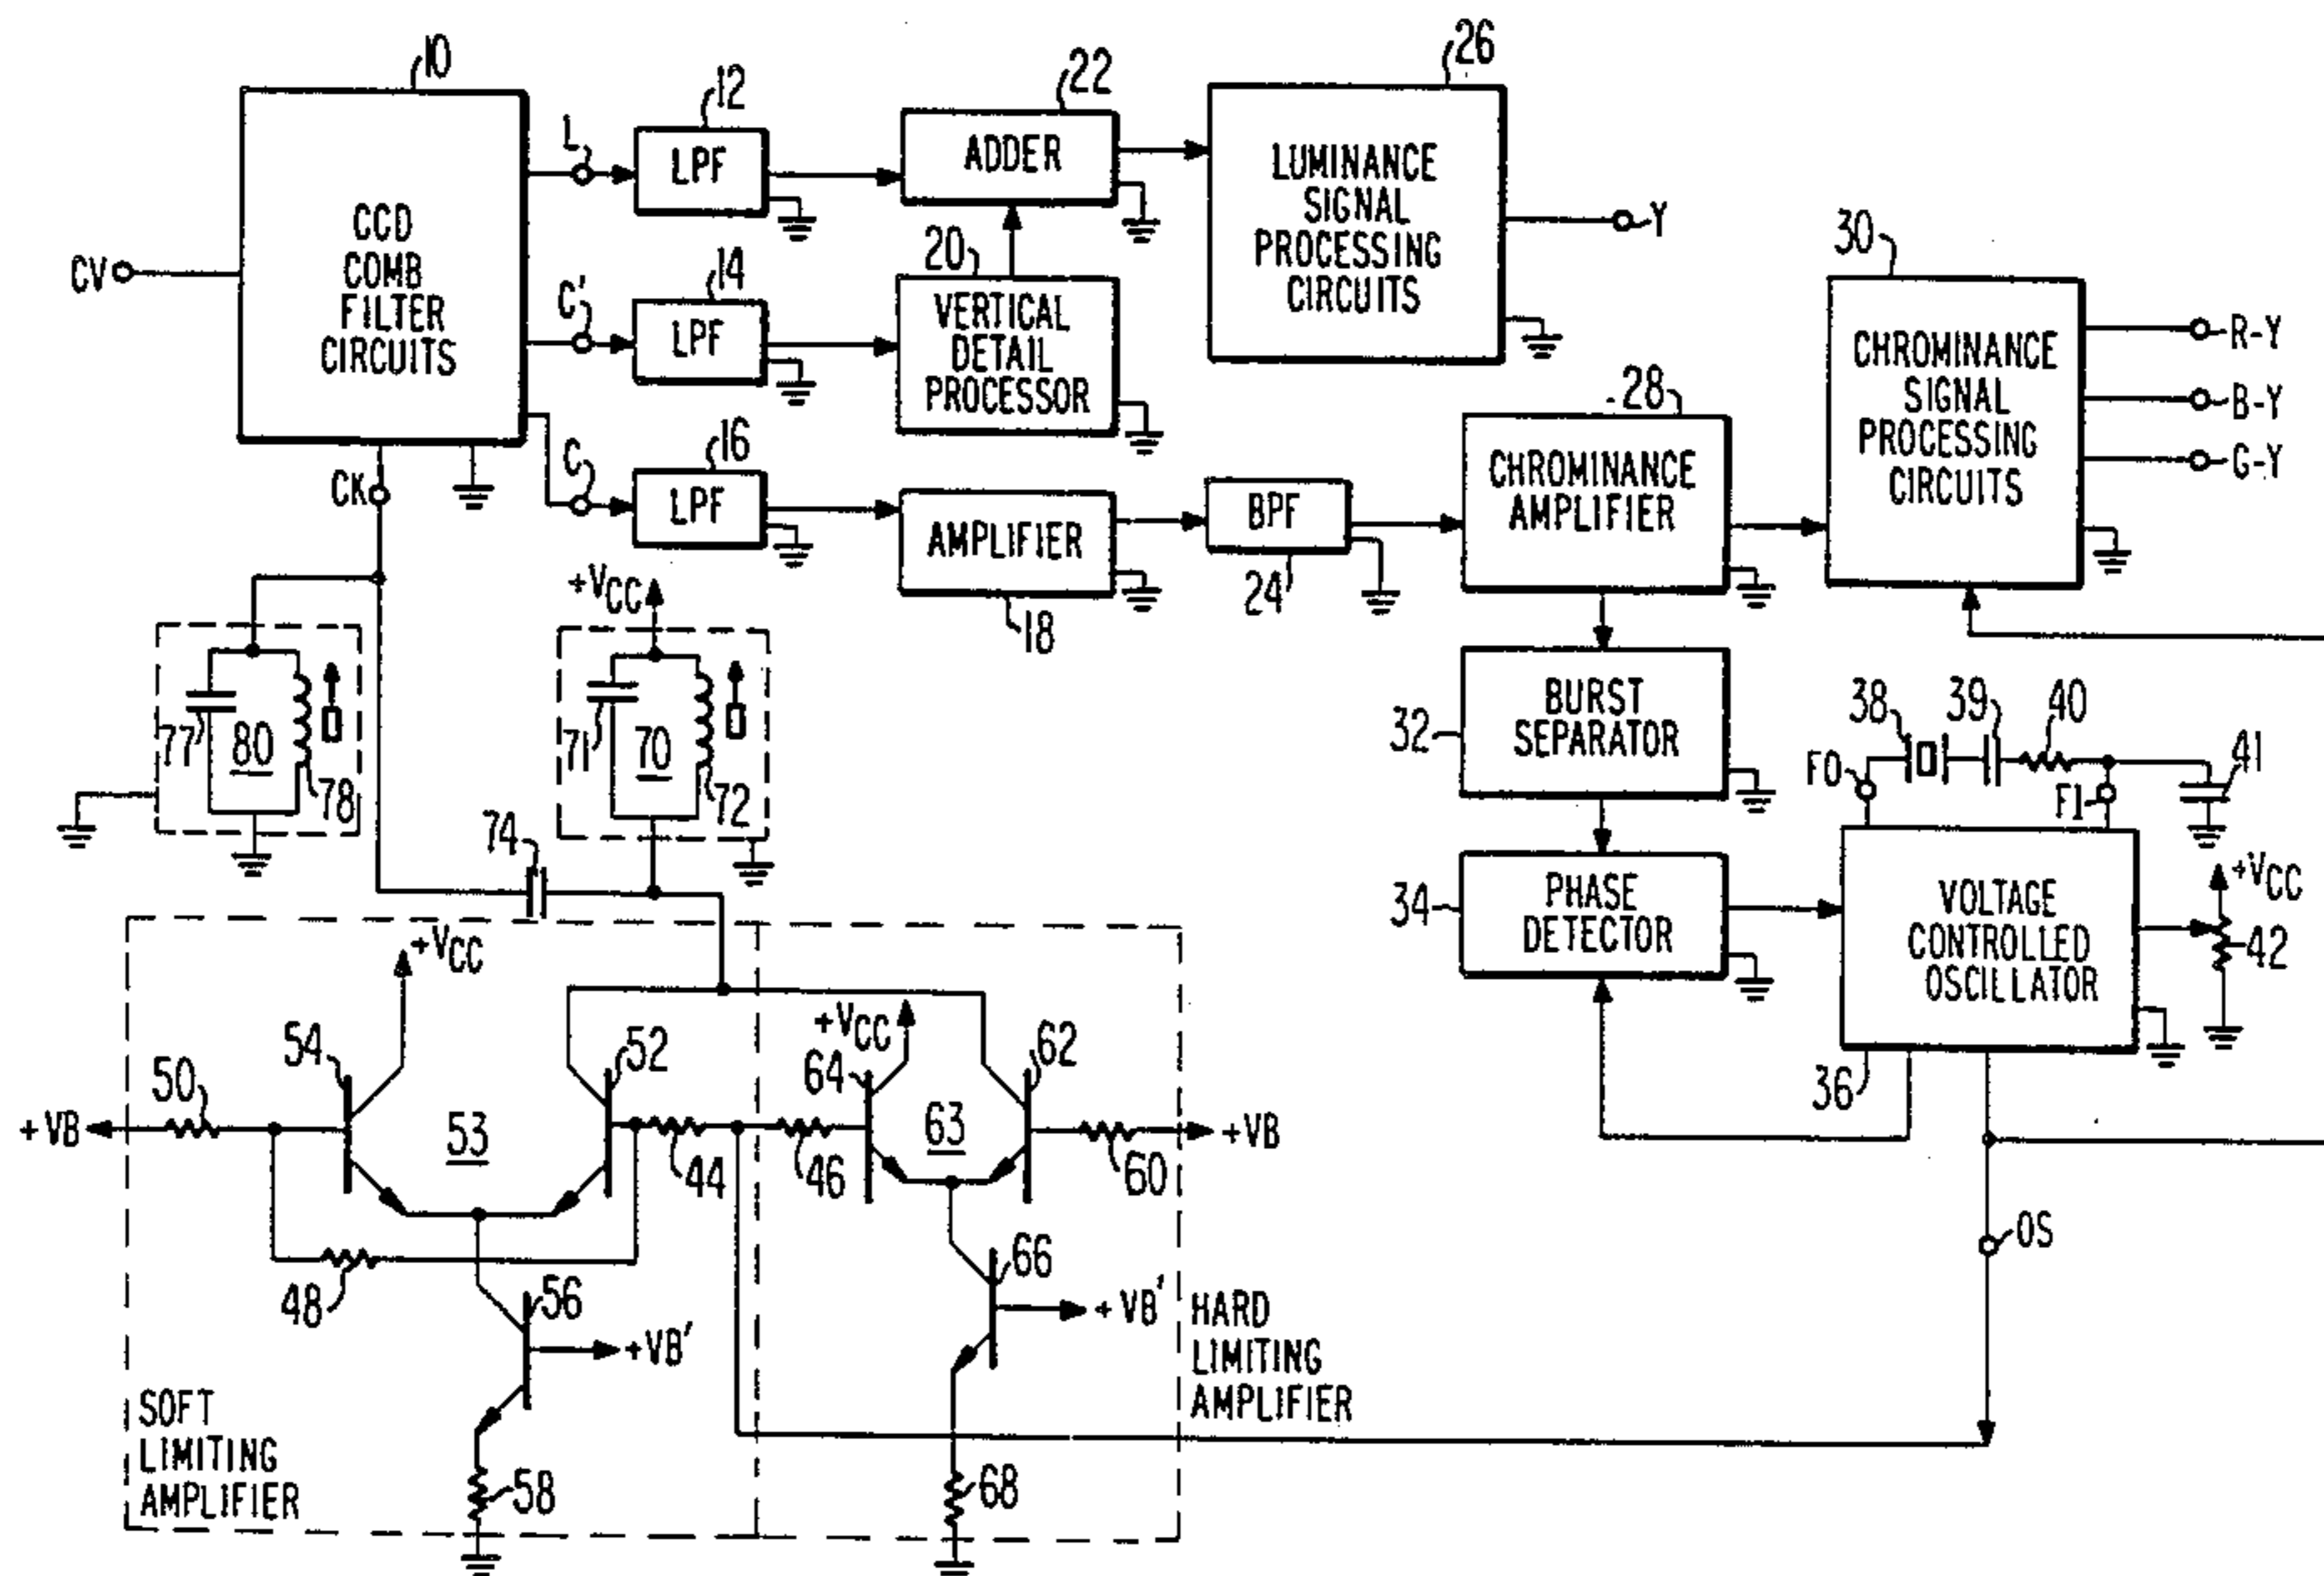 10
12
22
26
L
LPF
ADDER
LUMINANCE
SIGNAL
PROCESSING
CIRCUITS
Y
CCD
COMB
FILTER
CIRCUITS
CV
C'
14
LPF
20
VERTICAL
DETAIL
PROCESSOR
30
CHROMINANCE
SIGNAL
PROCESSING
CIRCUITS
R-Y
B-Y
G-Y
28
CHROMINANCE
AMPLIFIER
CK
C
16
LPF
AMPLIFIER
18
BPF
24
+VCC
77
80
78
71
70
72
74
32
BURST
SEPARATOR
38
39
40
41
FO
F1
34
PHASE
DETECTOR
VOLTAGE
CONTROLLED
OSCILLATOR
36
+VCC
42
+VCC
54
52
50
+VB
53
44
48
56
+VB'
58
SOFT
LIMITING
AMPLIFIER
+VCC
64
62
63
46
60
+VB
66
+VB'
68
HARD
LIMITING
AMPLIFIER
OS